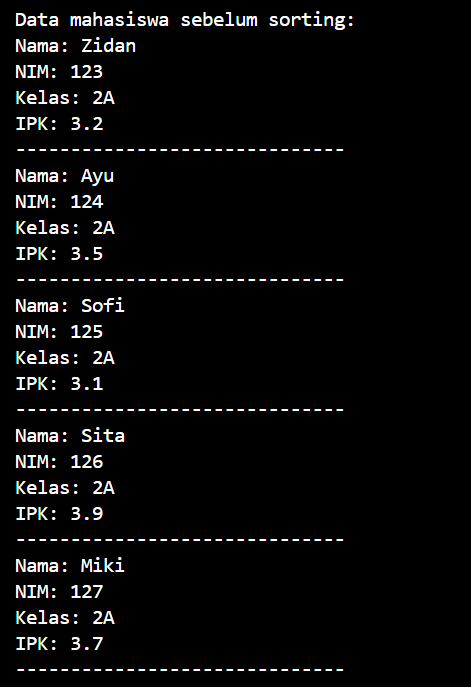 Data mahasiswa sebelum sorting:
Nama: Zidan
NIM: 123
Kelas: 2A
IPK: 3.2
------------------------------
Nama: Ayu
NIM: 124
Kelas: 2A
IPK: 3.5
------------------------------
Nama: Sofi
NIM: 125
Kelas: 2A
IPK: 3.1
------------------------------
Nama: Sita
NIM: 126
Kelas: 2A
IPK: 3.9
------------------------------
Nama: Miki
NIM: 127
Kelas: 2A
IPK: 3.7
------------------------------